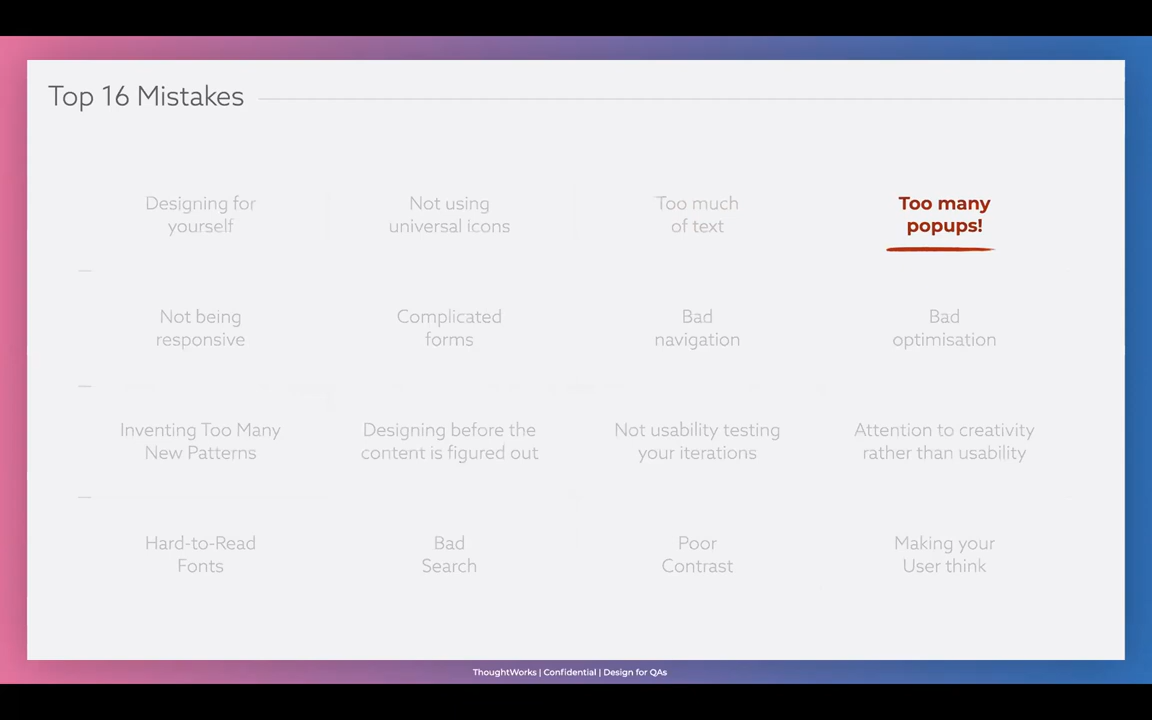 Top 16 Mistakes
Designing for
yourself
Not using
universal icons
Too much
of text
Too many
popups!
Not being
responsive
Complicated
forms
Bad
navigation
Bad
optimisation
Inventing Too Many
New Patterns
Designing before the
content is figured out
Not usability testing
your iterations
Attention to creativity
rather than usability
Hard-to-Read
Fonts
Bad
Search
Poor
Contrast
Making your
User think
ThoughtWorks | Confidential | Design for QAs